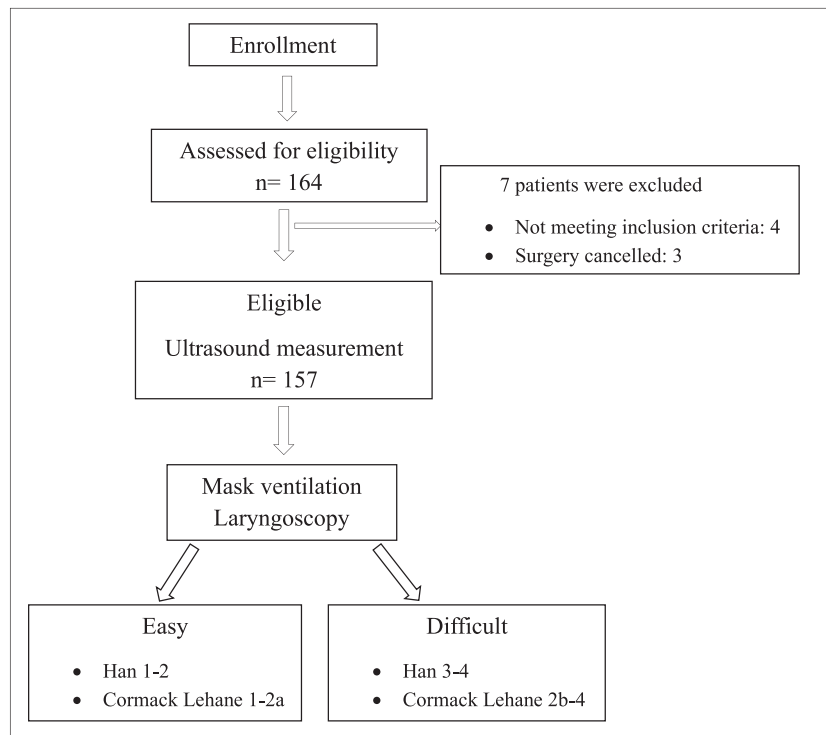 Enrollment
Assessed for eligibility
n= 164
7 patients were excluded
• Not meeting inclusion criteria: 4
• Surgery cancelled: 3
Eligible
Ultrasound measurement
n= 157
Mask ventilation
Laryngoscopy
Easy
• Han 1-2
• Cormack Lehane 1-2a
Difficult
• Han 3-4
• Cormack Lehane 2b-4